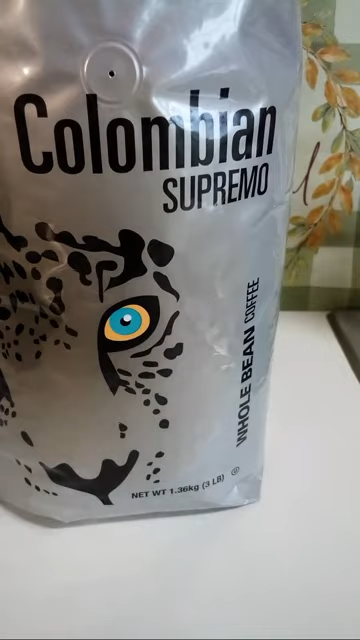 Colombian
SUPREMO
WHOLE BEAN COFFEE
NET WT 1.36kg (3 LB)